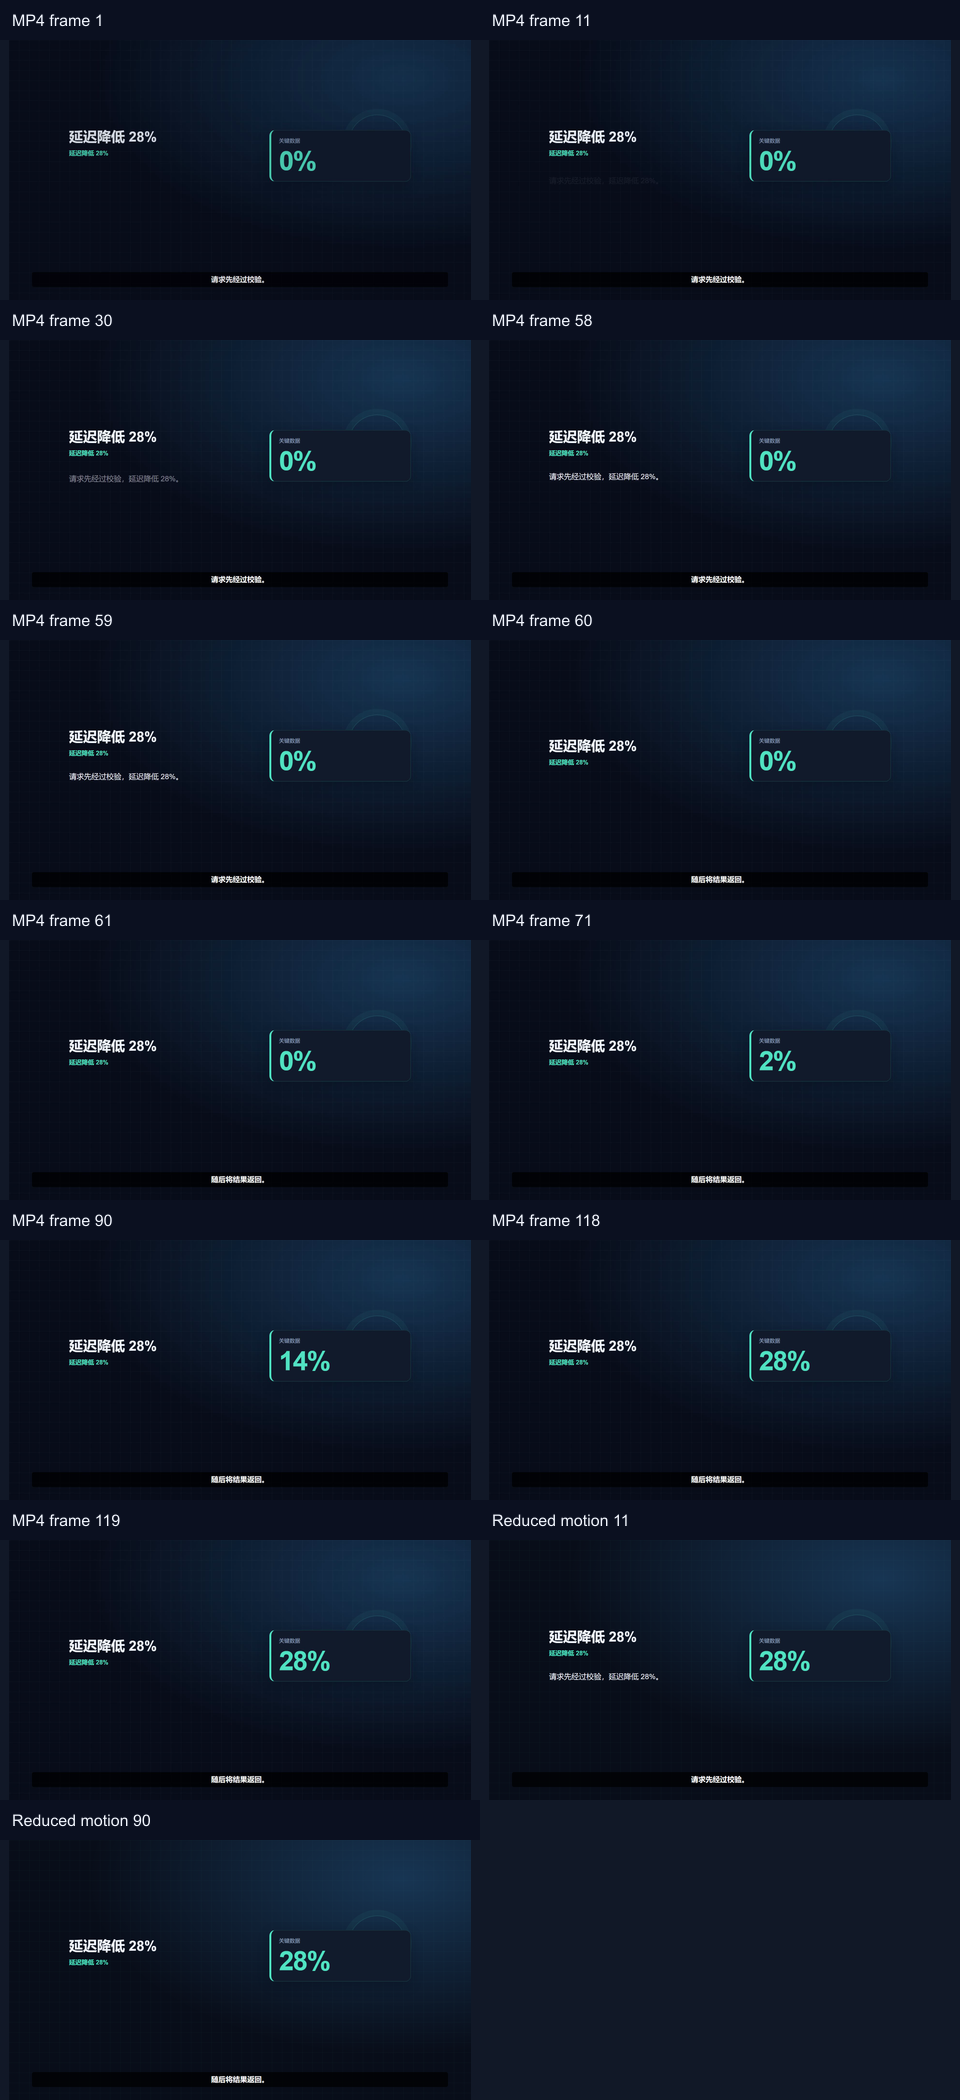 MP4 frame 1
延迟降低 28%
延迟降低 28%
关键数据
0%
请求先经过校验。
MP4 frame 11
延迟降低 28%
延迟降低 28%
请求先经过校验，延迟降低 28%。
关键数据
0%
请求先经过校验。
MP4 frame 30
延迟降低 28%
延迟降低 28%
请求先经过校验，延迟降低 28%。
关键数据
0%
请求先经过校验。
MP4 frame 58
延迟降低 28%
延迟降低 28%
请求先经过校验，延迟降低 28%。
关键数据
0%
请求先经过校验。
MP4 frame 59
延迟降低 28%
延迟降低 28%
请求先经过校验，延迟降低 28%。
关键数据
0%
请求先经过校验。
MP4 frame 60
延迟降低 28%
延迟降低 28%
关键数据
0%
随后将结果返回。
MP4 frame 61
延迟降低 28%
延迟降低 28%
关键数据
0%
随后将结果返回。
MP4 frame 71
延迟降低 28%
延迟降低 28%
关键数据
2%
随后将结果返回。
MP4 frame 90
延迟降低 28%
延迟降低 28%
关键数据
14%
随后将结果返回。
MP4 frame 118
延迟降低 28%
延迟降低 28%
关键数据
28%
随后将结果返回。
MP4 frame 119
延迟降低 28%
延迟降低 28%
关键数据
28%
随后将结果返回。
Reduced motion 11
延迟降低 28%
延迟降低 28%
请求先经过校验，延迟降低 28%。
关键数据
28%
请求先经过校验。
Reduced motion 90
延迟降低 28%
延迟降低 28%
关键数据
28%
随后将结果返回。